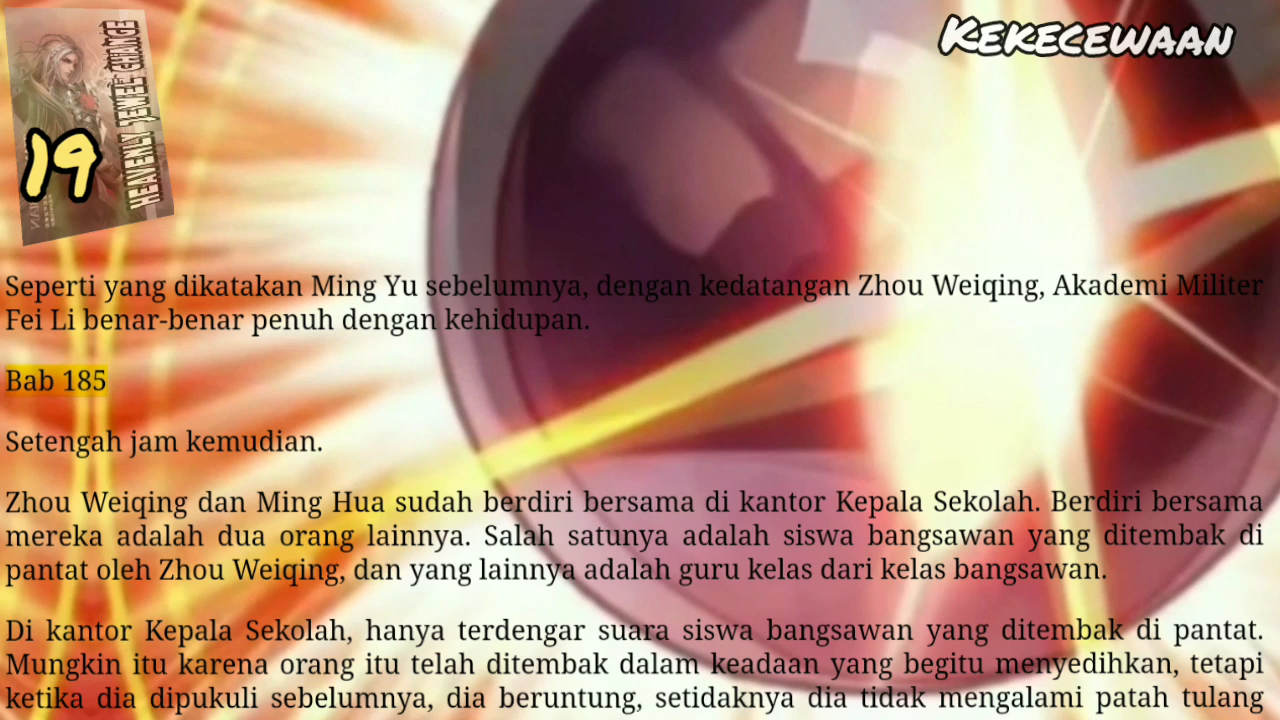 Kekecewaan
HEAVENLY JEWEL CHANGE
19
Seperti yang dikatakan Ming Yu sebelumnya, dengan kedatangan Zhou Weiqing, Akademi Militer
Fei Li benar-benar penuh dengan kehidupan.
Bab 185
Setengah jam kemudian.
Zhou Weiqing dan Ming Hua sudah berdiri bersama di kantor Kepala Sekolah. Berdiri bersama
mereka adalah dua orang lainnya. Salah satunya adalah siswa bangsawan yang ditembak di
pantat oleh Zhou Weiqing, dan yang lainnya adalah guru kelas dari kelas bangsawan.
Di kantor Kepala Sekolah, hanya terdengar suara siswa bangsawan yang ditembak di pantat.
Mungkin itu karena orang itu telah ditembak dalam keadaan yang begitu menyedihkan, tetapi
ketika dia dipukuli sebelumnya, dia beruntung, setidaknya dia tidak mengalami patah tulang